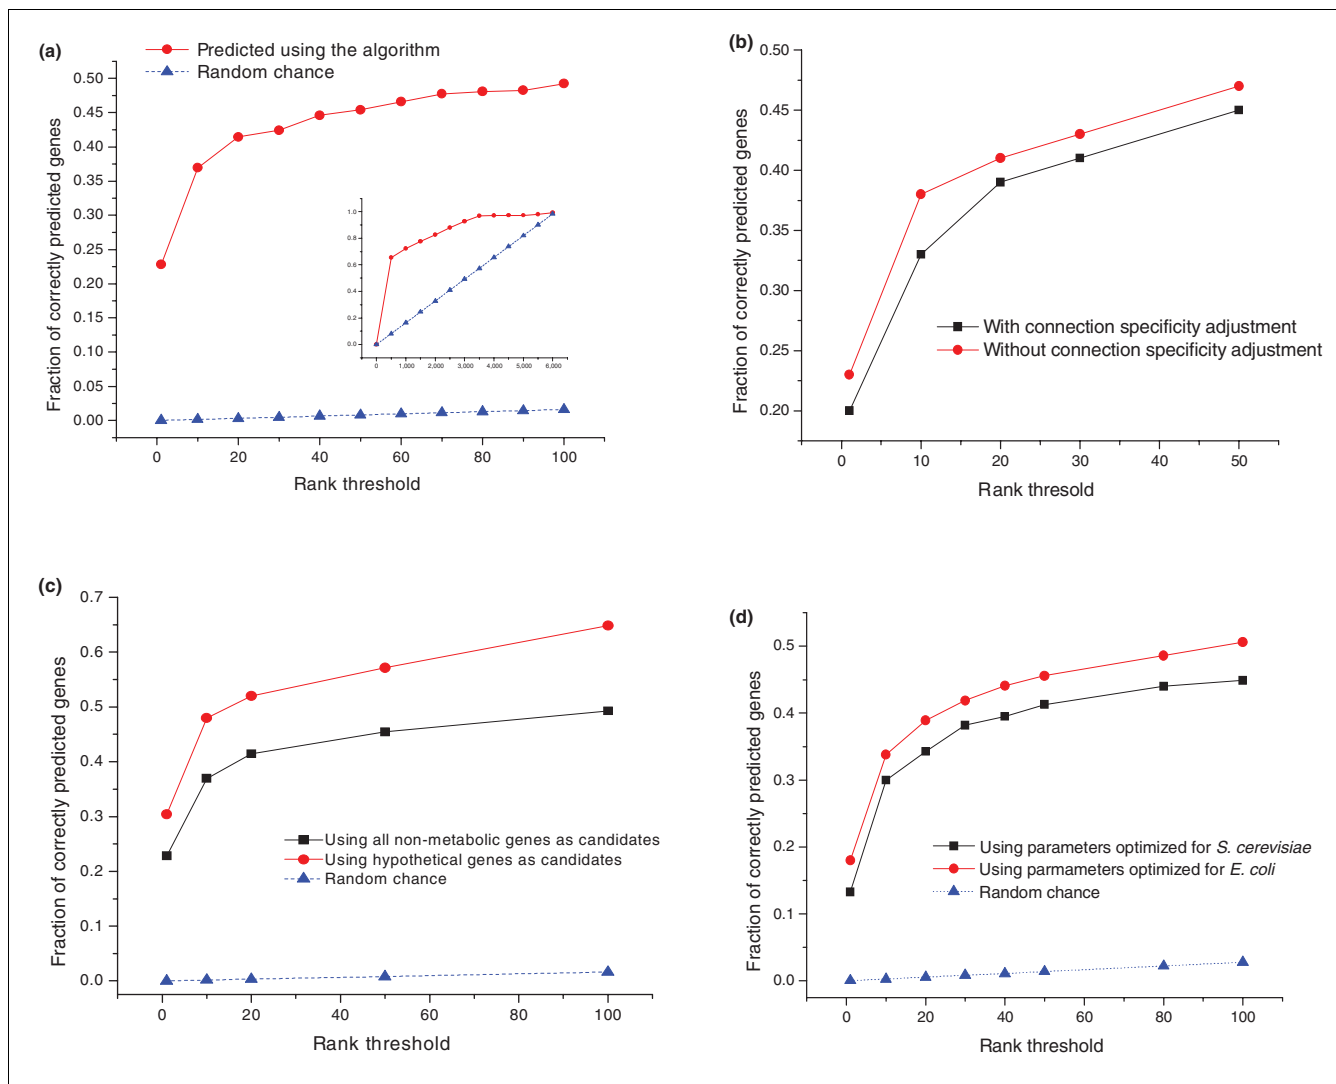 (a)
Predicted using the algorithm
Random chance
0.50
0.45
0.40
0.35
0.30
0.25
0.20
0.15
0.10
0.05
0.00
Fraction of correctly predicted genes
0 20 40 60 80 100
Rank threshold
1.0
0.8
0.6
0.4
0.2
0.0
0 1,000 2,000 3,000 4,000 5,000 6,000
(b)
0.50
0.45
0.40
0.35
0.30
0.25
0.20
Fraction of correctly predicted genes
With connection specificity adjustment
Without connection specificity adjustment
0 10 20 30 40 50
Rank thresold
(c)
0.7
0.6
0.5
0.4
0.3
0.2
0.1
0.0
Fraction of correctly predicted genes
Using all non-metabolic genes as candidates
Using hypothetical genes as candidates
Random chance
0 20 40 60 80 100
Rank threshold
(d)
0.5
0.4
0.3
0.2
0.1
0.0
Fraction of correctly predicted genes
Using parameters optimized for S. cerevisiae
Using parmameters optimized for E. coli
Random chance
0 20 40 60 80 100
Rank threshold